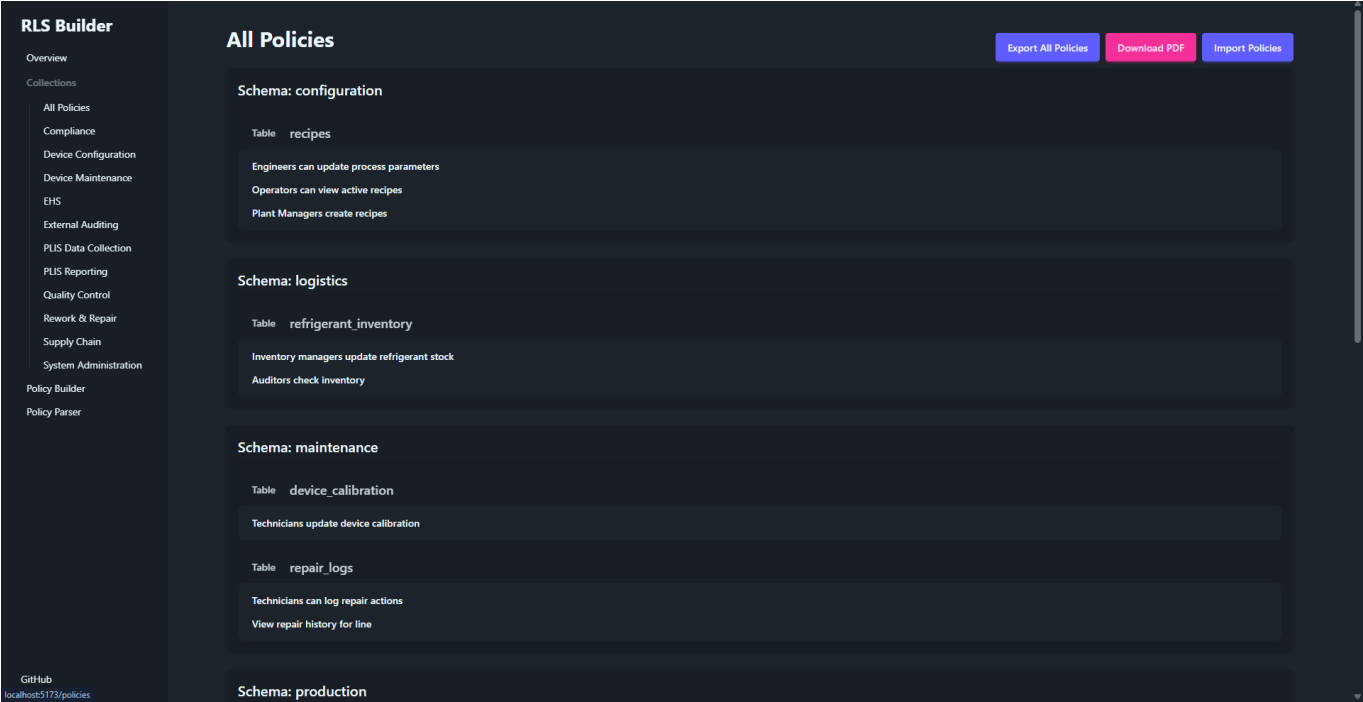 RLS Builder
Overview
Collections
All Policies
Compliance
Device Configuration
Device Maintenance
EHS
External Auditing
PLIS Data Collection
PLIS Reporting
Quality Control
Rework & Repair
Supply Chain
System Administration
Policy Builder
Policy Parser
GitHub
localhost:5173/policies
All Policies
Export All Policies
Download PDF
Import Policies
Schema: configuration
Table recipes
Engineers can update process parameters
Operators can view active recipes
Plant Managers create recipes
Schema: logistics
Table refrigerant_inventory
Inventory managers update refrigerant stock
Auditors check inventory
Schema: maintenance
Table device_calibration
Technicians update device calibration
Table repair_logs
Technicians can log repair actions
View repair history for line
Schema: production